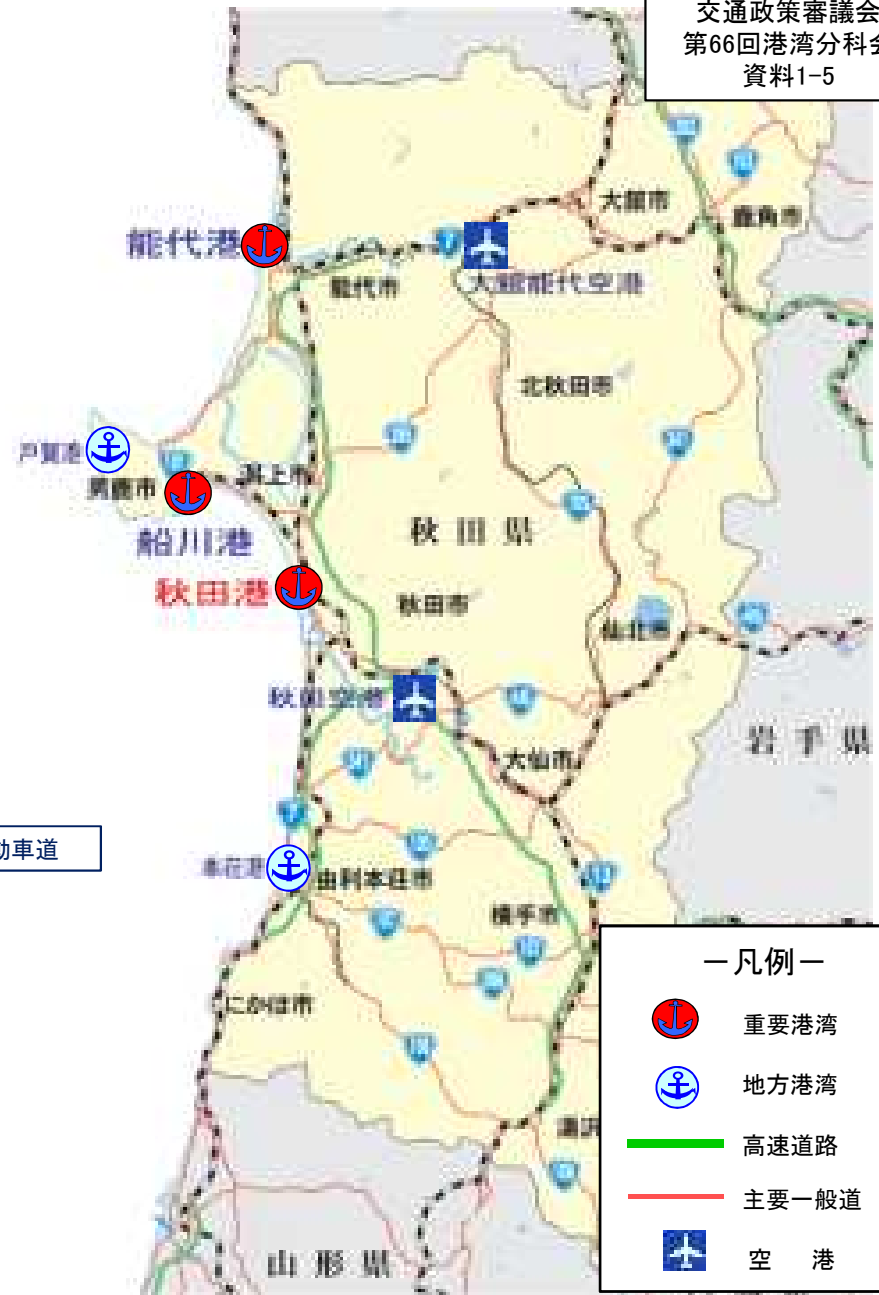 交通政策審議会
第66回港湾分科会
資料1-5
大館市
鹿角市
能代港
7
能代市
大館能代空港
北秋田市
戸賀港
男鹿市
潟上市
船川港
秋田県
秋田港
秋田市
仙北市
秋田空港
岩手県
大仙市
7
動車道
本荘港
由利本荘市
横手市
にかほ市
湯沢
山形県
－凡例－
重要港湾
地方港湾
高速道路
主要一般道
空　港